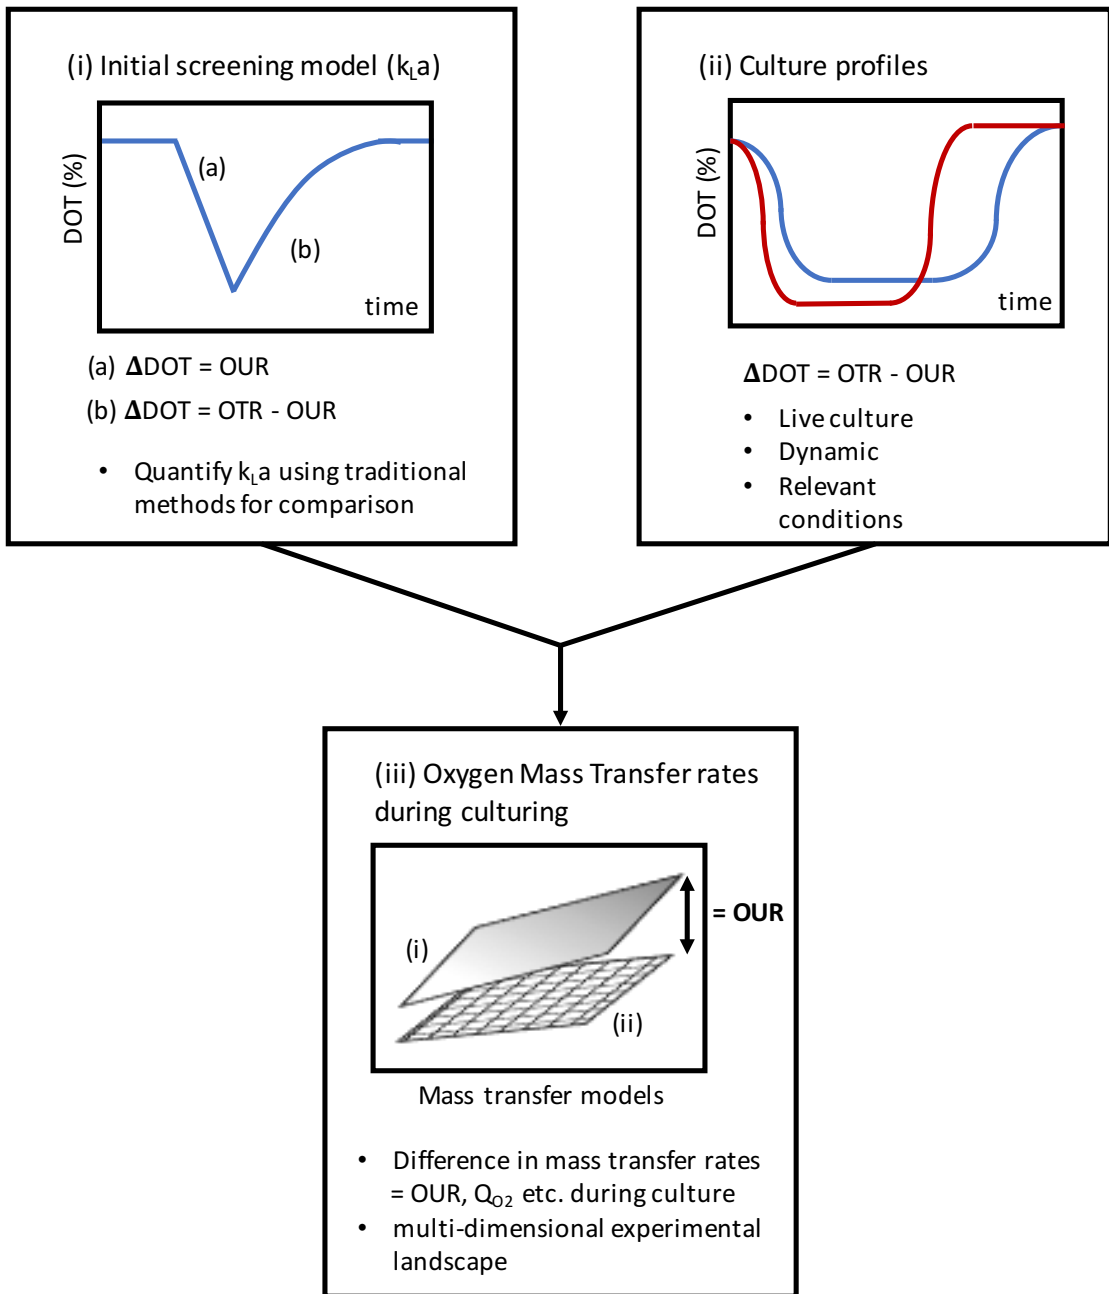 (i) Initial screening model (kLa)
DOT (%)
(a)
(b)
time
(a) ΔDOT = OUR
(b) ΔDOT = OTR - OUR
• Quantify kLa using traditional
methods for comparison
(ii) Culture profiles
DOT (%)
time
ΔDOT = OTR - OUR
• Live culture
• Dynamic
• Relevant
conditions
(iii) Oxygen Mass Transfer rates
during culturing
(i)
(ii)
= OUR
Mass transfer models
• Difference in mass transfer rates
= OUR, QO2 etc. during culture
• multi-dimensional experimental
landscape